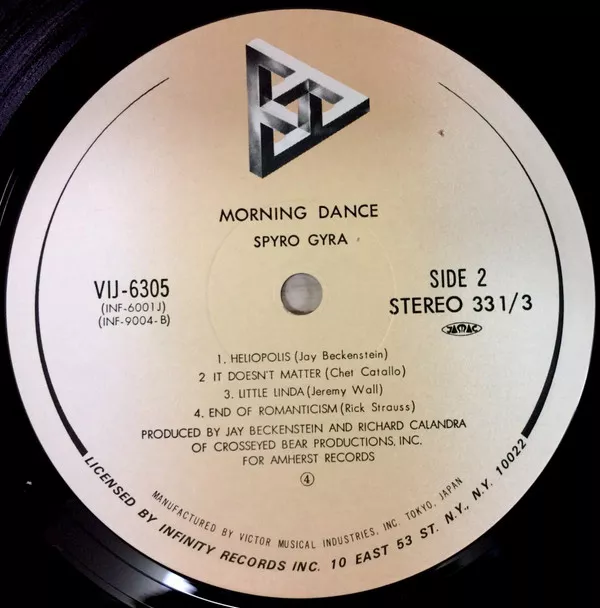 MORNING DANCE
SPYRO GYRA
VIJ-6305
(INF-6001J)
(INF-9004-B)
SIDE 2
STEREO 33 1/3
JASRAC
1. HELIOPOLIS (Jay Beckenstein)
2 IT DOESN'T MATTER (Chet Catallo)
3. LITTLE LINDA (Jeremy Wall)
4. END OF ROMANTICISM (Rick Strauss)
PRODUCED BY JAY BECKENSTEIN AND RICHARD CALANDRA
OF CROSSEYED BEAR PRODUCTIONS, INC.
FOR AMHERST RECORDS
④
MANUFACTURED BY VICTOR MUSICAL INDUSTRIES, INC. TOKYO, JAPAN
LICENSED BY INFINITY RECORDS INC. 10 EAST 53 ST. N.Y., N.Y. 10022